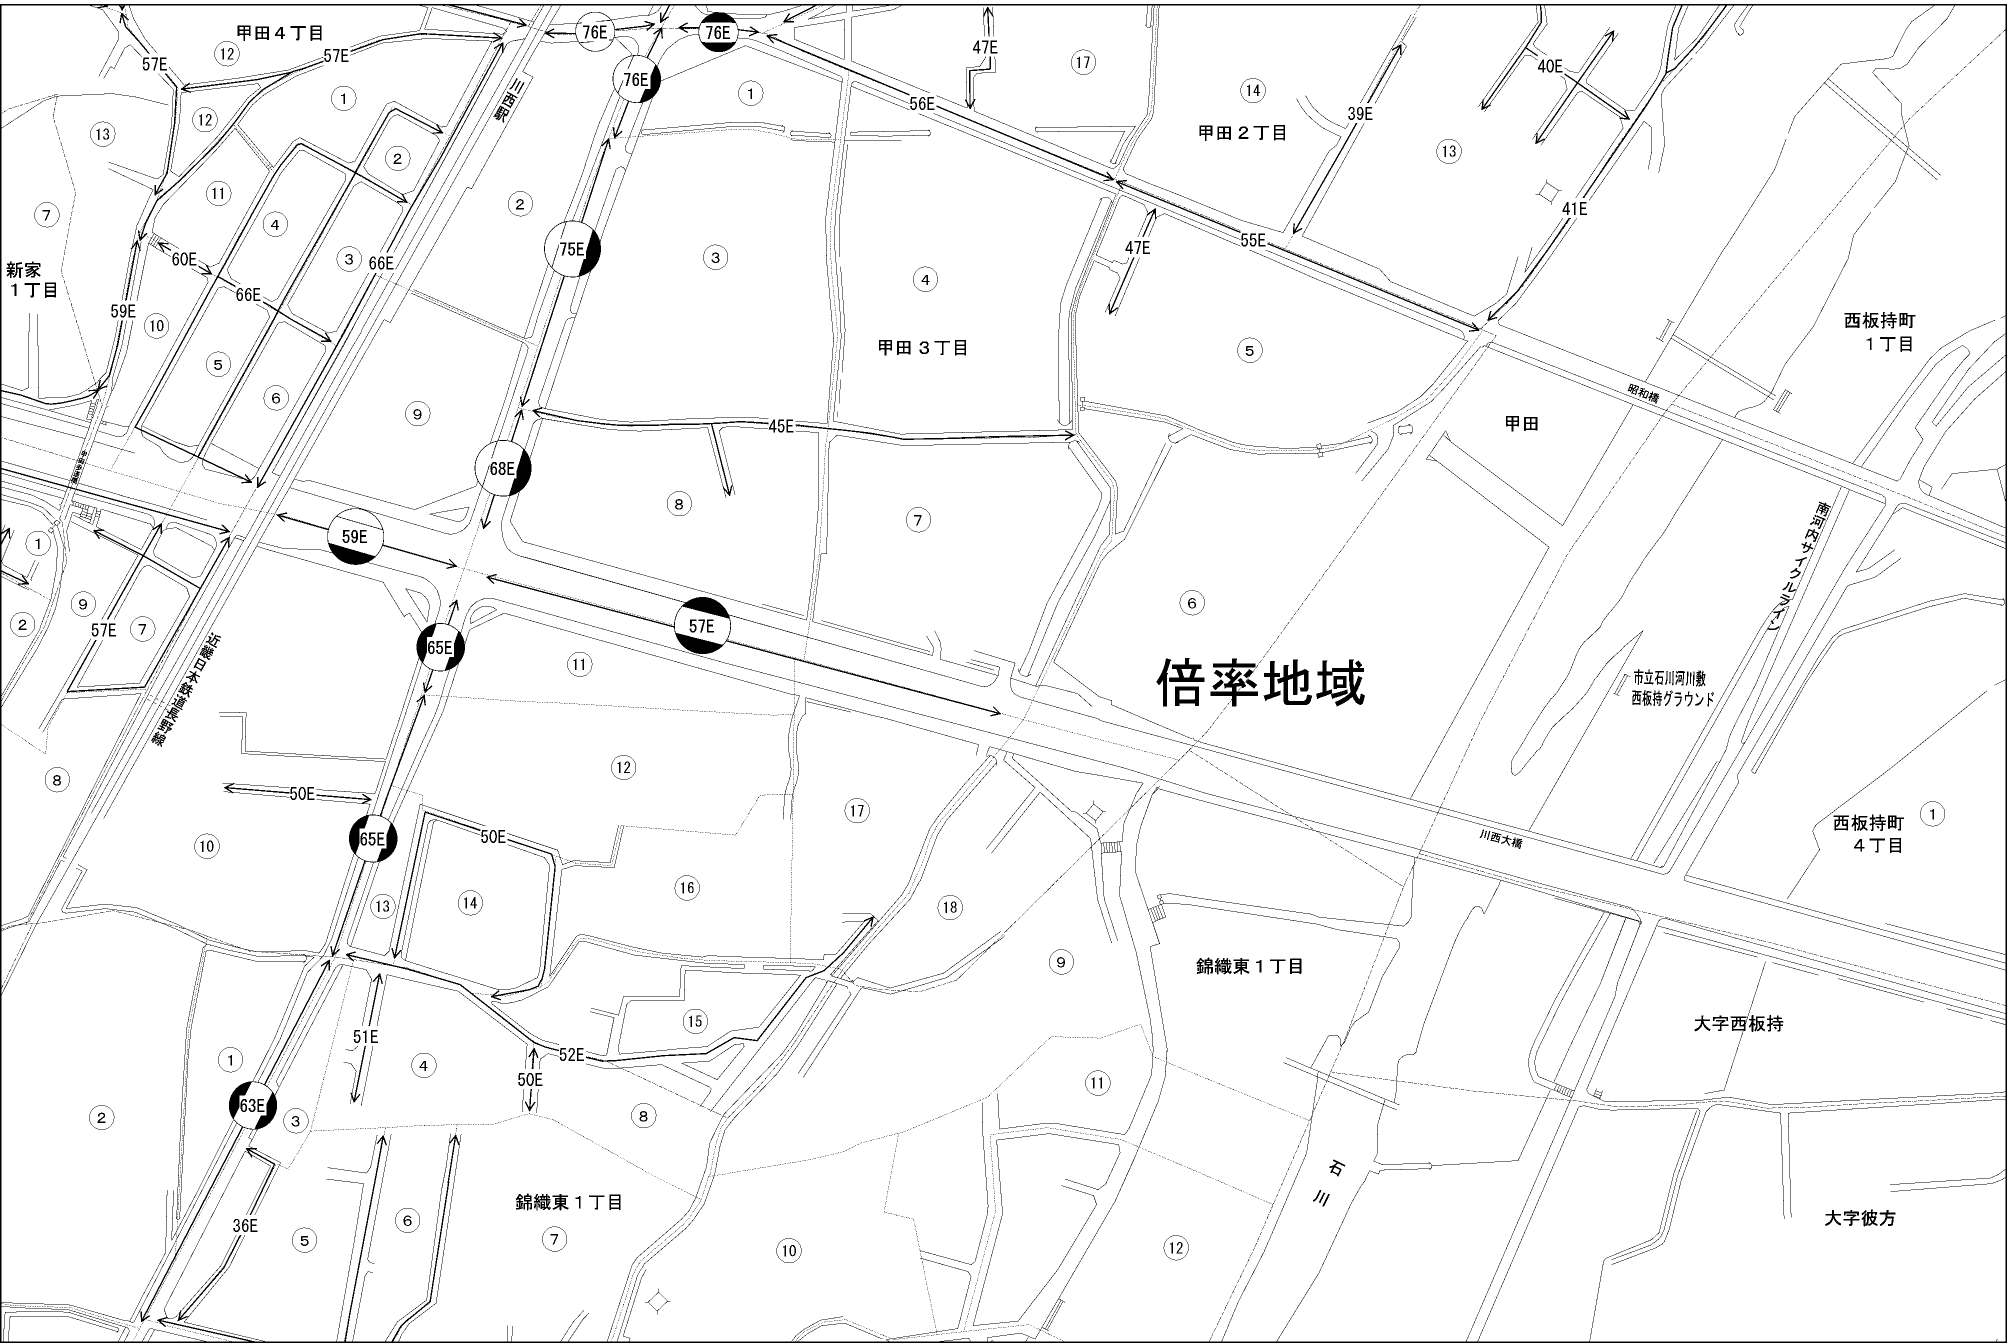 甲田４丁目
12
57E
57E
76E
76E
76E
47E
17
14
40E
1
1
56E
39E
甲田２丁目
13
川西駅
13
12
2
11
7
4
2
75E
3
4
47E
55E
41E
新家
１丁目
60E
3
66E
66E
59E
10
5
6
9
甲田３丁目
5
西板持町
１丁目
昭和橋
甲田
45E
68E
8
7
南河内サイクルライン
59E
1
9
2
57E
7
65E
57E
6
11
倍率地域
市立石川河川敷
西板持グラウンド
近畿日本鉄道長野線
8
50E
12
17
10
65E
50E
川西大橋
西板持町
４丁目
1
13
14
16
18
9
錦織東１丁目
大字西板持
15
51E
52E
50E
1
4
63E
3
2
8
11
石川
36E
5
6
錦織東１丁目
7
10
12
大字彼方